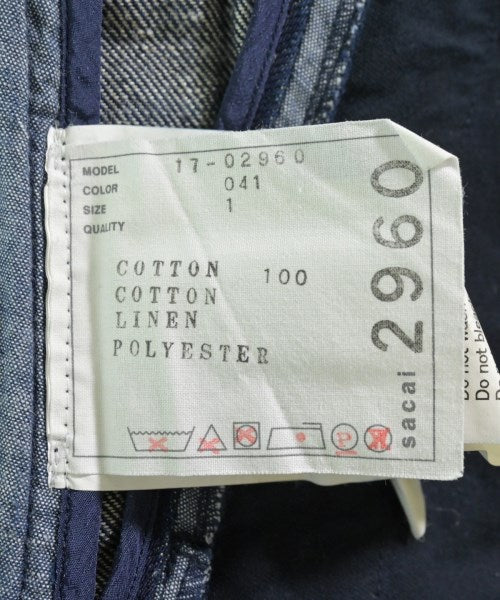 MODEL 17-02960
COLOR 041
SIZE 1
QUALITY
COTTON 100
COTTON
LINEN
POLYESTER
P
sacai 2960
Do not
Do not